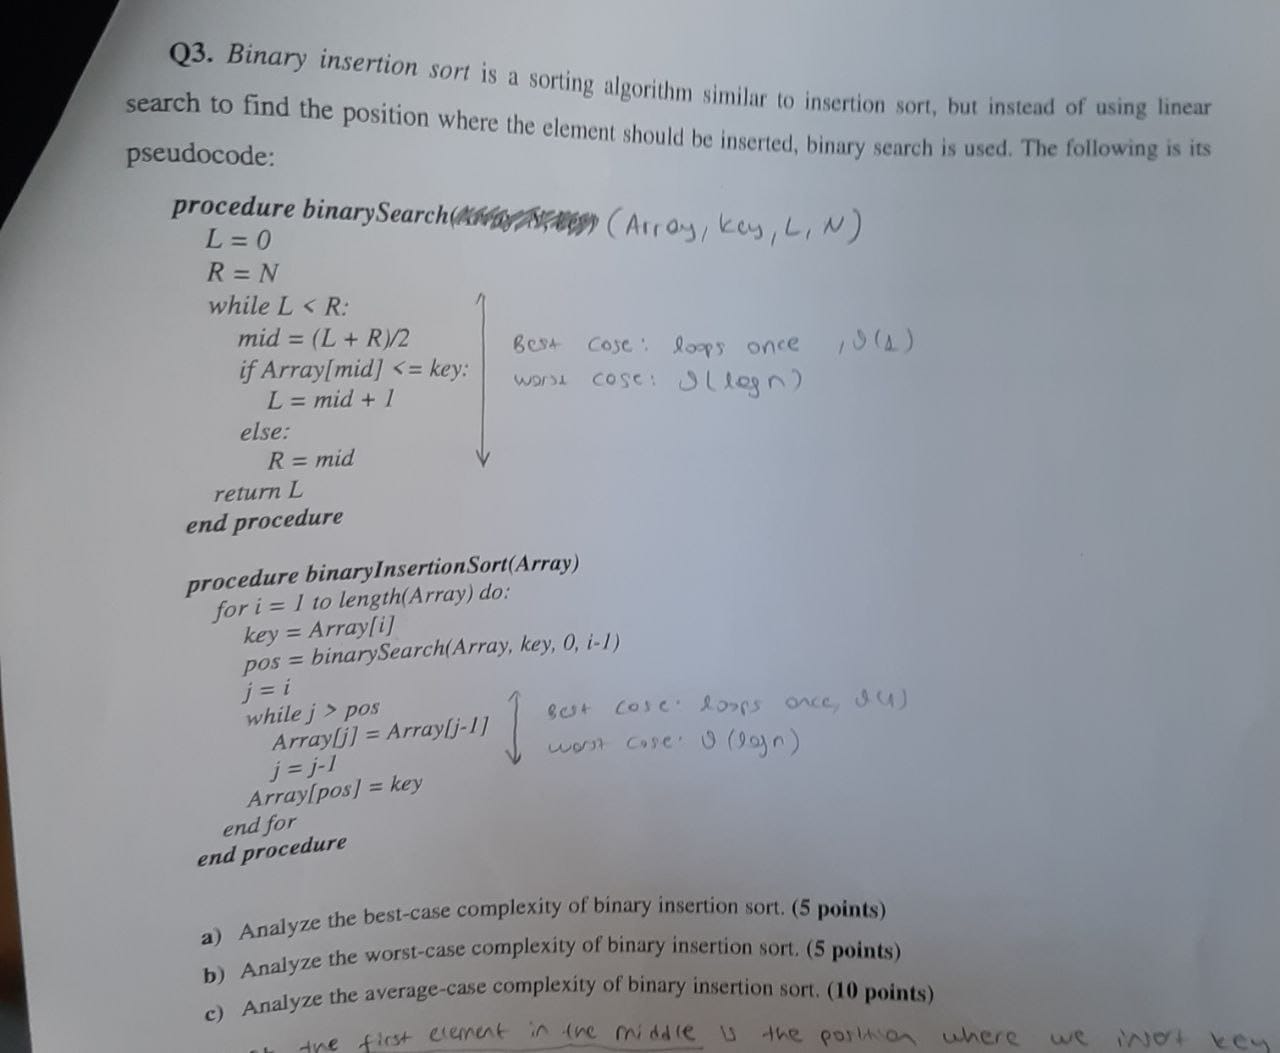 Q3. Binary insertion sort is a sorting algorithm similar to insertion sort, but instead of using linear
search to find the position where the element should be inserted, binary search is used. The following is its
pseudocode:
procedure binarySearch( (Array, key, L, N)
L = 0
R = N
while L < R:
mid = (L + R)/2
Best case: loops once , θ(1)
if Array[mid] <= key:
worst case: θ(logn)
L = mid + 1
else:
R = mid
return L
end procedure
procedure binaryInsertionSort(Array)
for i = 1 to length(Array) do:
key = Array[i]
pos = binarySearch(Array, key, 0, i-1)
j = i
while j > pos
Best case: loops once, θ(1)
Array[j] = Array[j-1]
worst case: θ(logn)
j = j-1
Array[pos] = key
end for
end procedure
a) Analyze the best-case complexity of binary insertion sort. (5 points)
b) Analyze the worst-case complexity of binary insertion sort. (5 points)
c) Analyze the average-case complexity of binary insertion sort. (10 points)
the first element in the middle is the position where we insert key